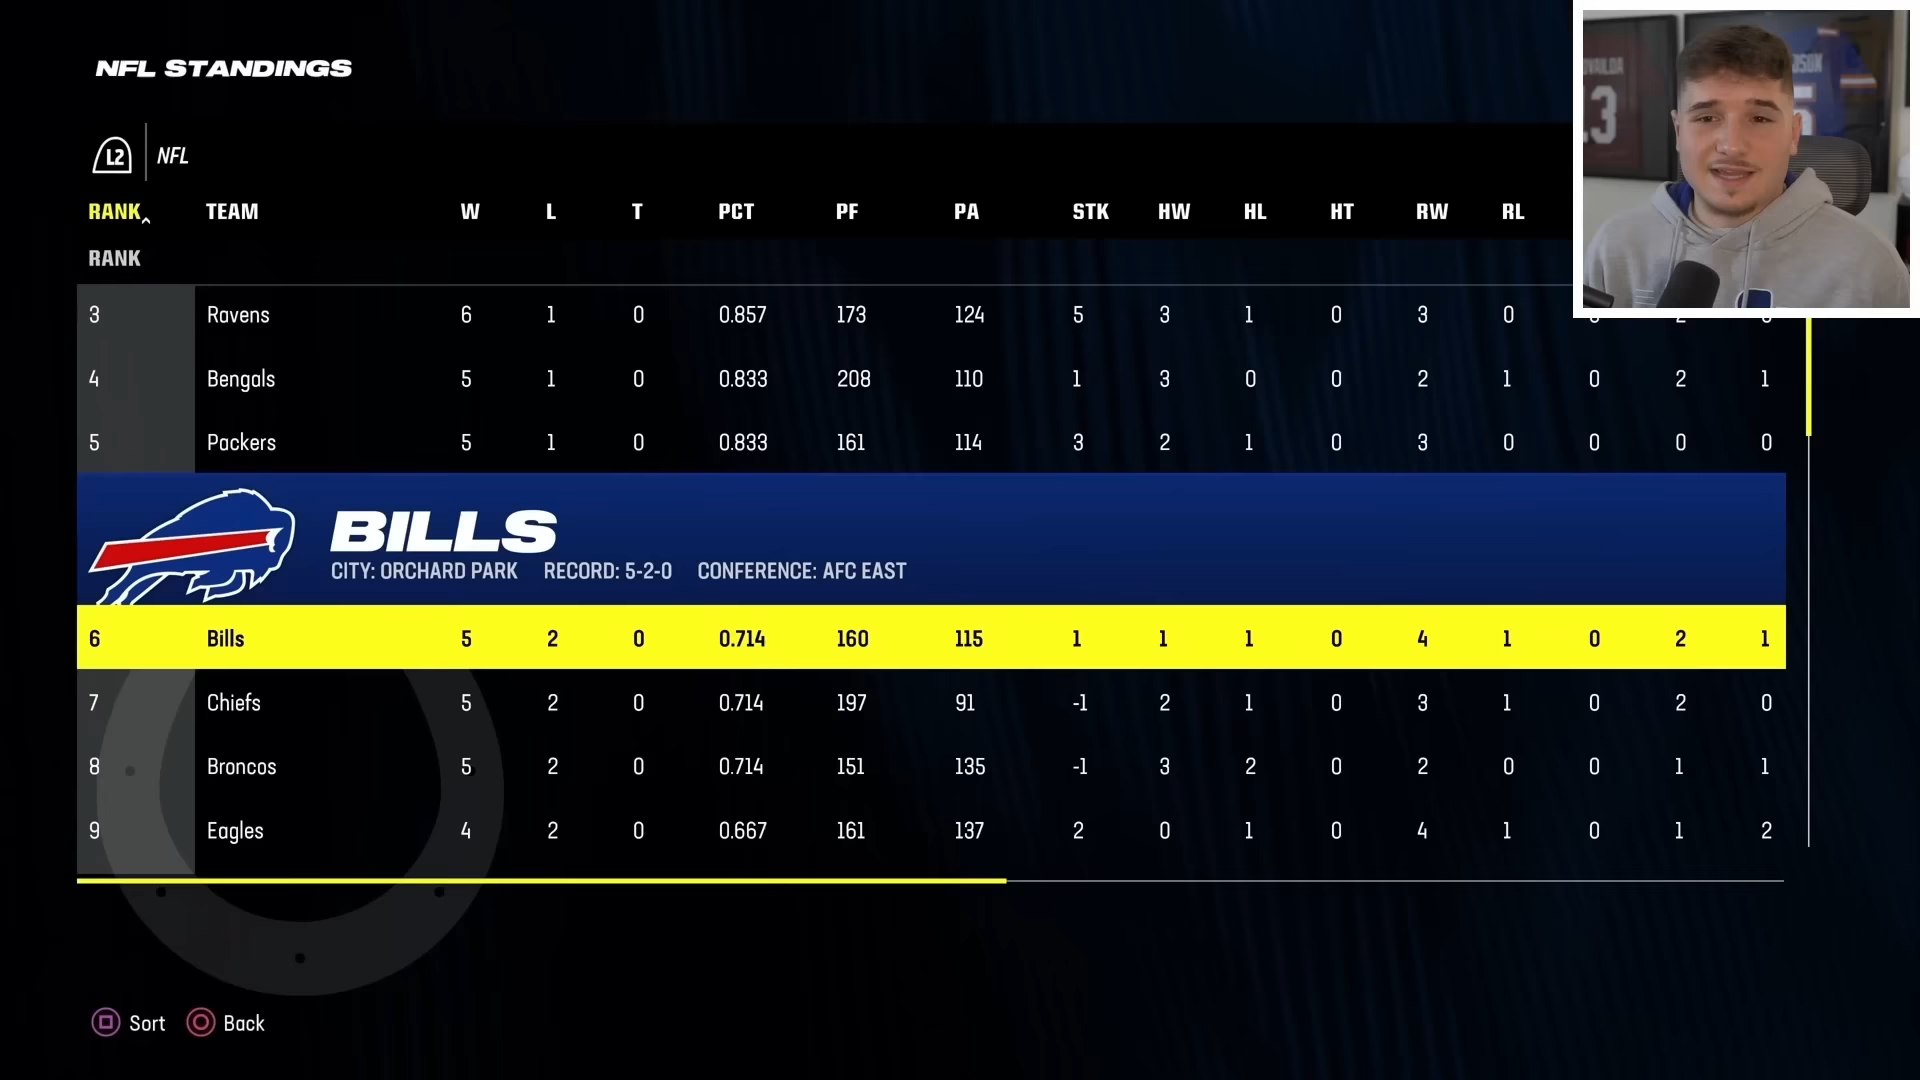 NFL STANDINGS
L2 NFL
RANK TEAM W L T PCT PF PA STK HW HL HT RW RL
RANK
3 Ravens 6 1 0 0.857 173 124 5 3 1 0 3 0
4 Bengals 5 1 0 0.833 208 110 1 3 0 0 2 1 0 2 1
5 Packers 5 1 0 0.833 161 114 3 2 1 0 3 0 0 0 0
BILLS
CITY: ORCHARD PARK RECORD: 5-2-0 CONFERENCE: AFC EAST
6 Bills 5 2 0 0.714 160 115 1 1 1 0 4 1 0 2 1
7 Chiefs 5 2 0 0.714 197 91 -1 2 1 0 3 1 0 2 0
8 Broncos 5 2 0 0.714 151 135 -1 3 2 0 2 0 0 1 1
9 Eagles 4 2 0 0.667 161 137 2 0 1 0 4 1 0 1 2
Sort Back